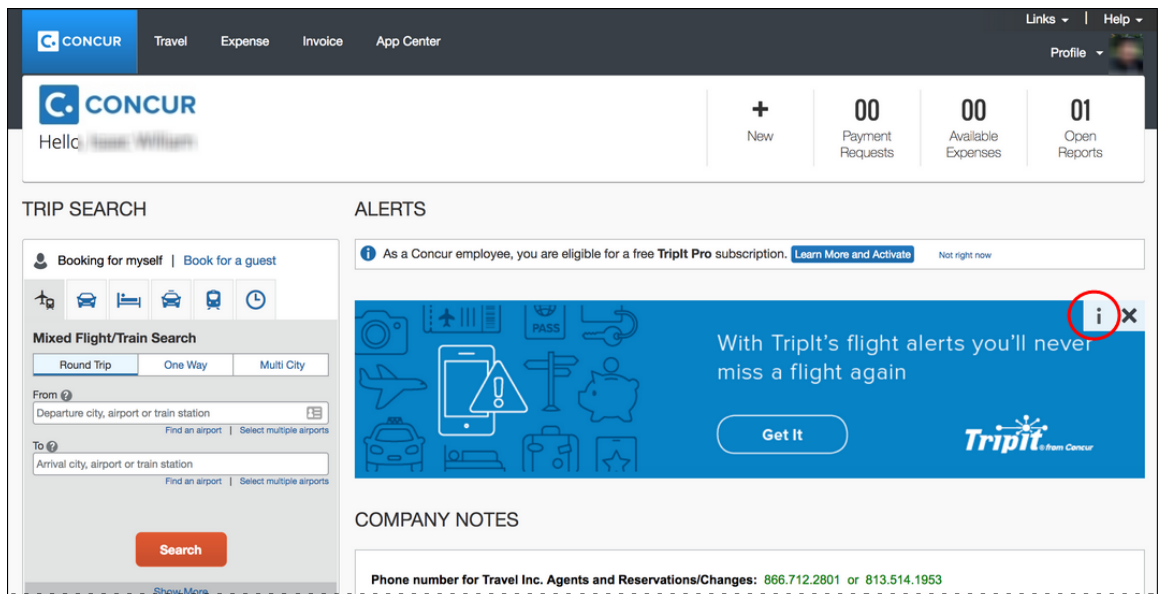 Links | Help
C. CONCUR Travel Expense Invoice App Center
Profile
C. CONCUR
Hello,
+ 00 00 01
New Payment Available Open
Requests Expenses Reports
TRIP SEARCH
Booking for myself | Book for a guest
Mixed Flight/Train Search
Round Trip One Way Multi City
From ?
Departure city, airport or train station
Find an airport | Select multiple airports
To ?
Arrival city, airport or train station
Find an airport | Select multiple airports
Search
Show More
ALERTS
i As a Concur employee, you are eligible for a free TripIt Pro subscription. Learn More and Activate Not right now
PASS
i X
With TripIt's flight alerts you'll never
miss a flight again
Get It
TripIt® from Concur
COMPANY NOTES
Phone number for Travel Inc. Agents and Reservations/Changes: 866.712.2801 or 813.514.1953